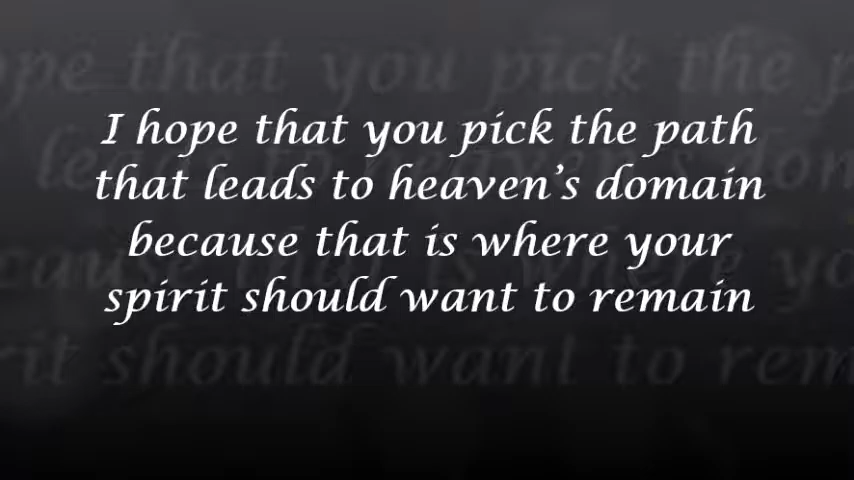 I hope that you pick the path
that leads to heaven's domain
because that is where your
spirit should want to remain